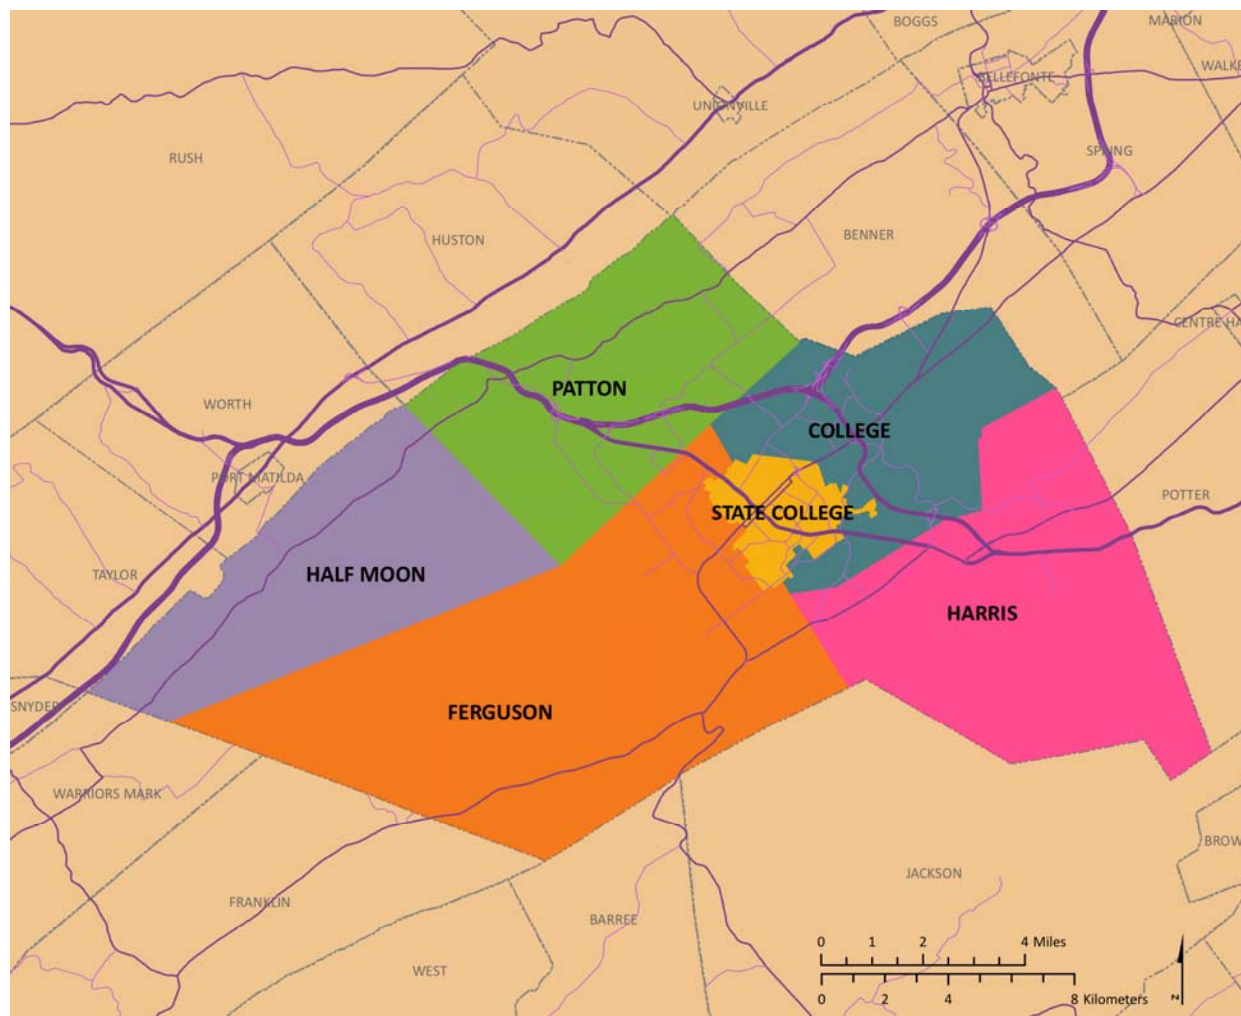 BOGGS
MARION
WALKE
BELLEFONTE
UNIONVILLE
RUSH
SPRING
HUSTON
BENNER
CENTRE HA
PATTON
WORTH
COLLEGE
PORT MATILDA
POTTER
STATE COLLEGE
TAYLOR
HALF MOON
HARRIS
SNYDER
FERGUSON
WARRIORS MARK
BROW
JACKSON
FRANKLIN
BARREE
WEST
0 1 2 4 Miles
0 2 4 8 Kilometers
N